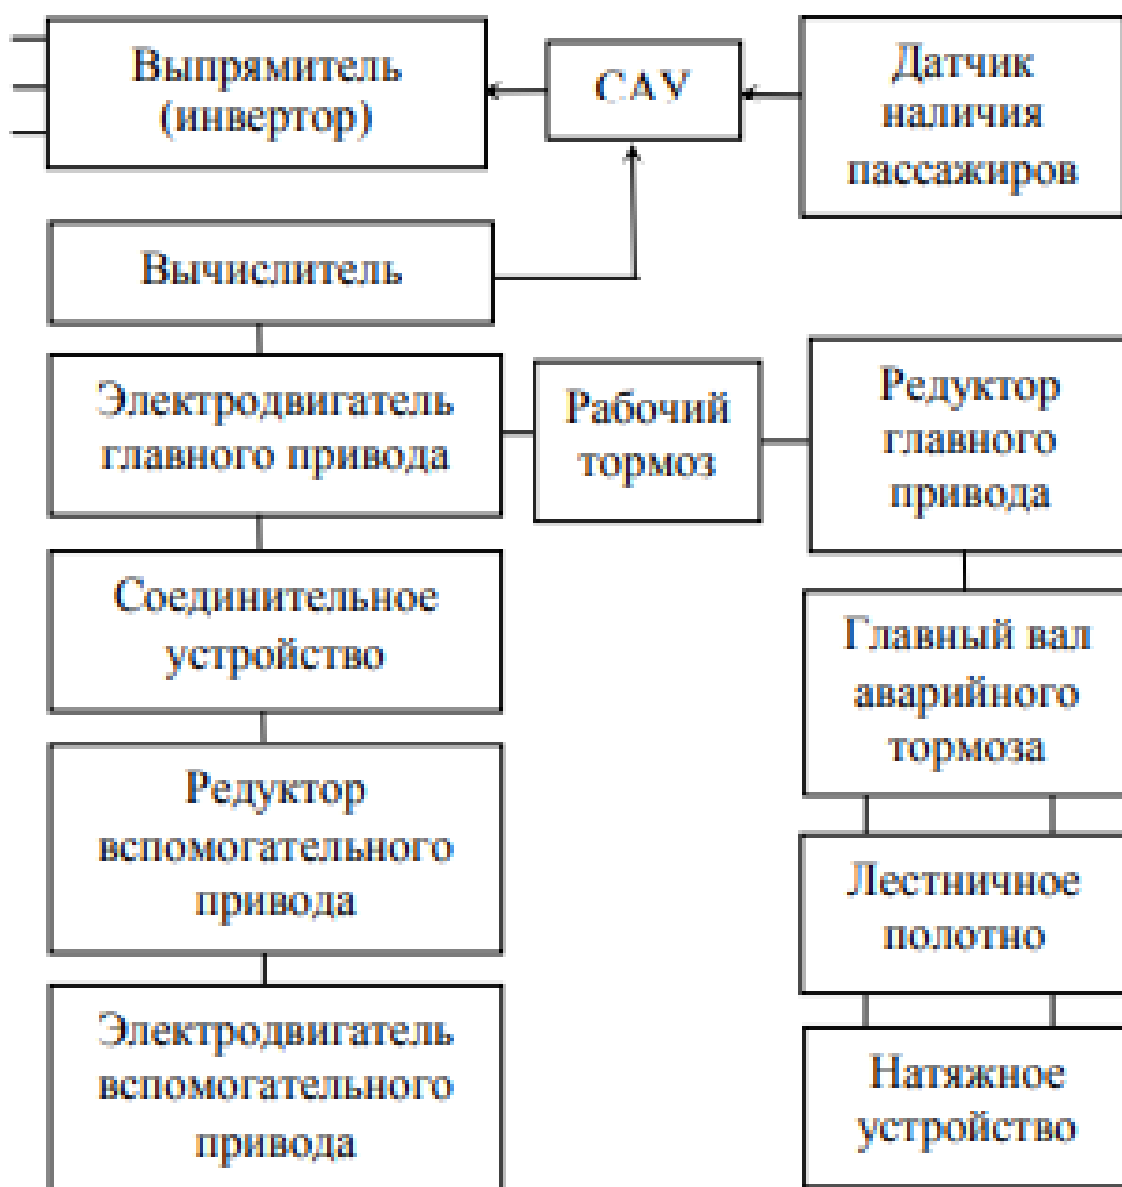 Выпрямитель
(инвертор)
САУ
Датчик
наличия
пассажиров
Вычислитель
Электродвигатель
главного привода
Рабочий
тормоз
Редуктор
главного
привода
Соединительное
устройство
Главный вал
аварийного
тормоза
Редуктор
вспомогательного
привода
Лестничное
полотно
Электродвигатель
вспомогательного
привода
Натяжное
устройство